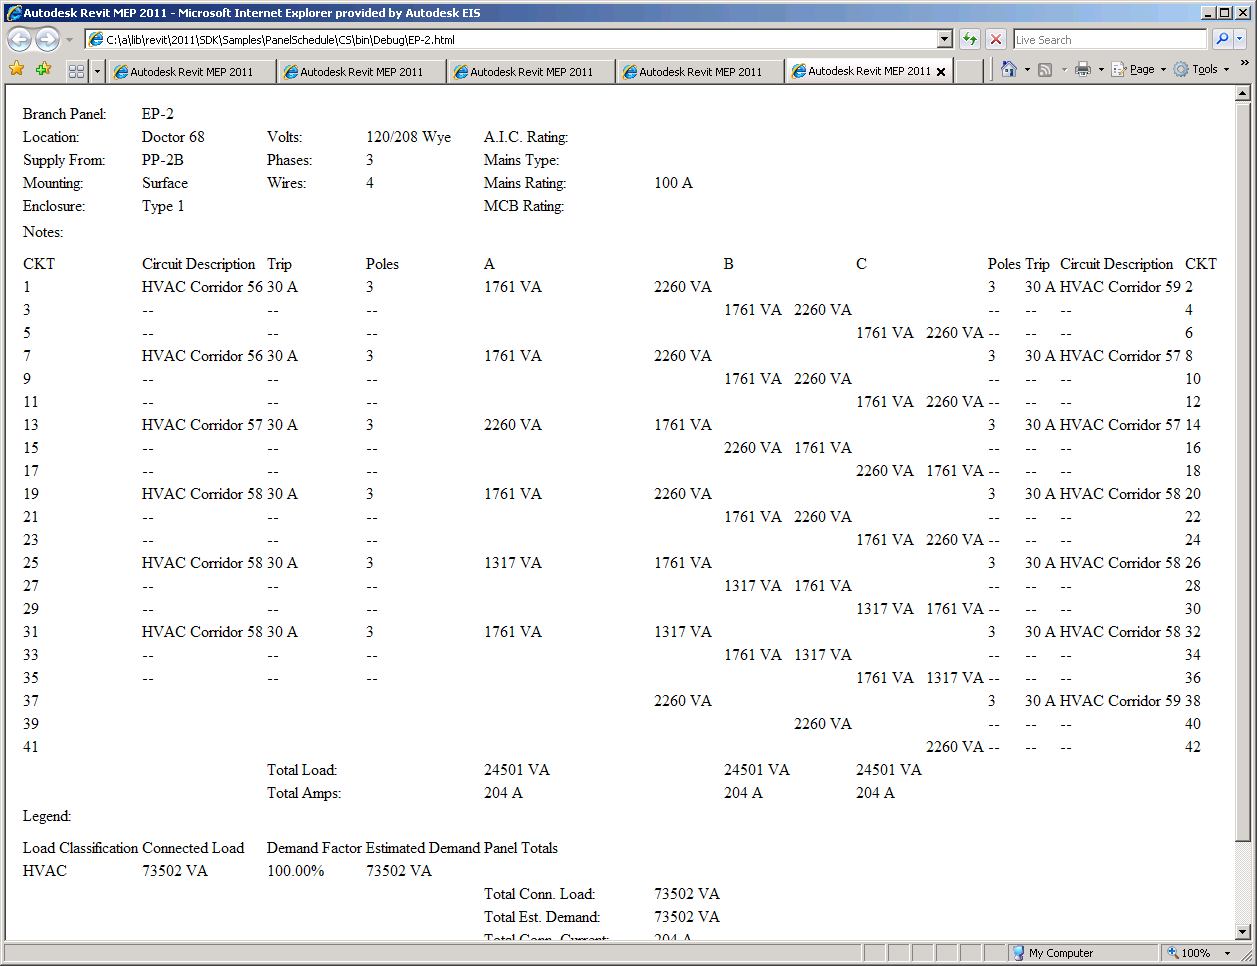 Autodesk Revit MEP 2011 - Microsoft Internet Explorer provided by Autodesk EIS
C:\a\lib\revit\2011\SDK\Samples\PanelSchedule\CS\bin\Debug\EP-2.html Live Search
Autodesk Revit MEP 2011 Autodesk Revit MEP 2011 Autodesk Revit MEP 2011 Autodesk Revit MEP 2011 Autodesk Revit MEP 2011 Page Tools
Branch Panel: EP-2
Location: Doctor 68 Volts: 120/208 Wye A.I.C. Rating:
Supply From: PP-2B Phases: 3 Mains Type:
Mounting: Surface Wires: 4 Mains Rating: 100 A
Enclosure: Type 1 MCB Rating:
Notes:
CKT Circuit Description Trip Poles A B C Poles Trip Circuit Description CKT
1 HVAC Corridor 56 30 A 3 1761 VA 2260 VA 3 30 A HVAC Corridor 59 2
3 -- -- -- 1761 VA 2260 VA -- -- -- 4
5 -- -- -- 1761 VA 2260 VA -- -- -- 6
7 HVAC Corridor 56 30 A 3 1761 VA 2260 VA 3 30 A HVAC Corridor 57 8
9 -- -- -- 1761 VA 2260 VA -- -- -- 10
11 -- -- -- 1761 VA 2260 VA -- -- -- 12
13 HVAC Corridor 57 30 A 3 2260 VA 1761 VA 3 30 A HVAC Corridor 57 14
15 -- -- -- 2260 VA 1761 VA -- -- -- 16
17 -- -- -- 2260 VA 1761 VA -- -- -- 18
19 HVAC Corridor 58 30 A 3 1761 VA 2260 VA 3 30 A HVAC Corridor 58 20
21 -- -- -- 1761 VA 2260 VA -- -- -- 22
23 -- -- -- 1761 VA 2260 VA -- -- -- 24
25 HVAC Corridor 58 30 A 3 1317 VA 1761 VA 3 30 A HVAC Corridor 58 26
27 -- -- -- 1317 VA 1761 VA -- -- -- 28
29 -- -- -- 1317 VA 1761 VA -- -- -- 30
31 HVAC Corridor 58 30 A 3 1761 VA 1317 VA 3 30 A HVAC Corridor 58 32
33 -- -- -- 1761 VA 1317 VA -- -- -- 34
35 -- -- -- 1761 VA 1317 VA -- -- -- 36
37 2260 VA 3 30 A HVAC Corridor 59 38
39 2260 VA -- -- -- 40
41 2260 VA -- -- -- 42
Total Load: 24501 VA 24501 VA 24501 VA
Total Amps: 204 A 204 A 204 A
Legend:
Load Classification Connected Load Demand Factor Estimated Demand Panel Totals
HVAC 73502 VA 100.00% 73502 VA
Total Conn. Load: 73502 VA
Total Est. Demand: 73502 VA
Total Conn. Current: 204 A
My Computer 100%